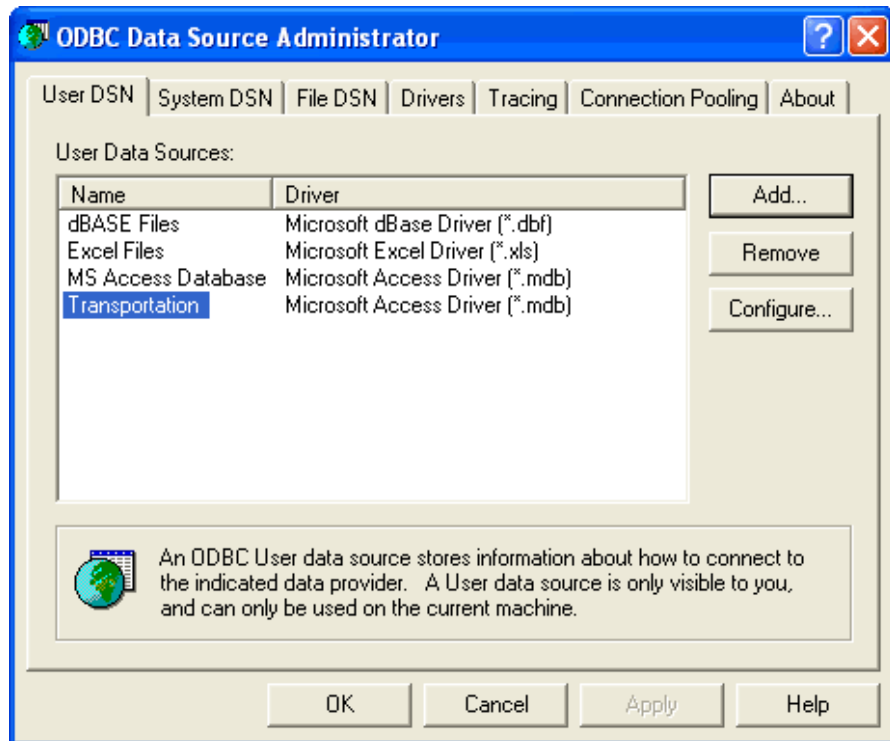 ODBC Data Source Administrator
?
User DSN System DSN File DSN Drivers Tracing Connection Pooling About
User Data Sources:
Name Driver
dBASE Files Microsoft dBase Driver (*.dbf)
Excel Files Microsoft Excel Driver (*.xls)
MS Access Database Microsoft Access Driver (*.mdb)
Transportation Microsoft Access Driver (*.mdb)
Add...
Remove
Configure...
An ODBC User data source stores information about how to connect to
the indicated data provider. A User data source is only visible to you,
and can only be used on the current machine.
OK Cancel Apply Help